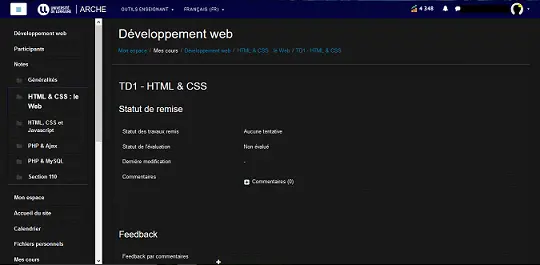 UNIVERSITÉ DE LORRAINE | ARCHE OUTILS ENSEIGNANT FRANÇAIS (FR) 4 348
Développement web
Participants
Notes
Généralités
HTML & CSS : le Web
HTML, CSS et Javascript
PHP & Ajax
PHP & MySQL
Section 110
Mon espace
Accueil du site
Calendrier
Fichiers personnels
Mes cours
Développement web
Mon espace / Mes cours / Développement web / HTML & CSS : le Web / TD1 - HTML & CSS
TD1 - HTML & CSS
Statut de remise
Statut des travaux remis Aucune tentative
Statut de l'évaluation Non évalué
Dernière modification -
Commentaires
Commentaires (0)
Feedback
Feedback par commentaires